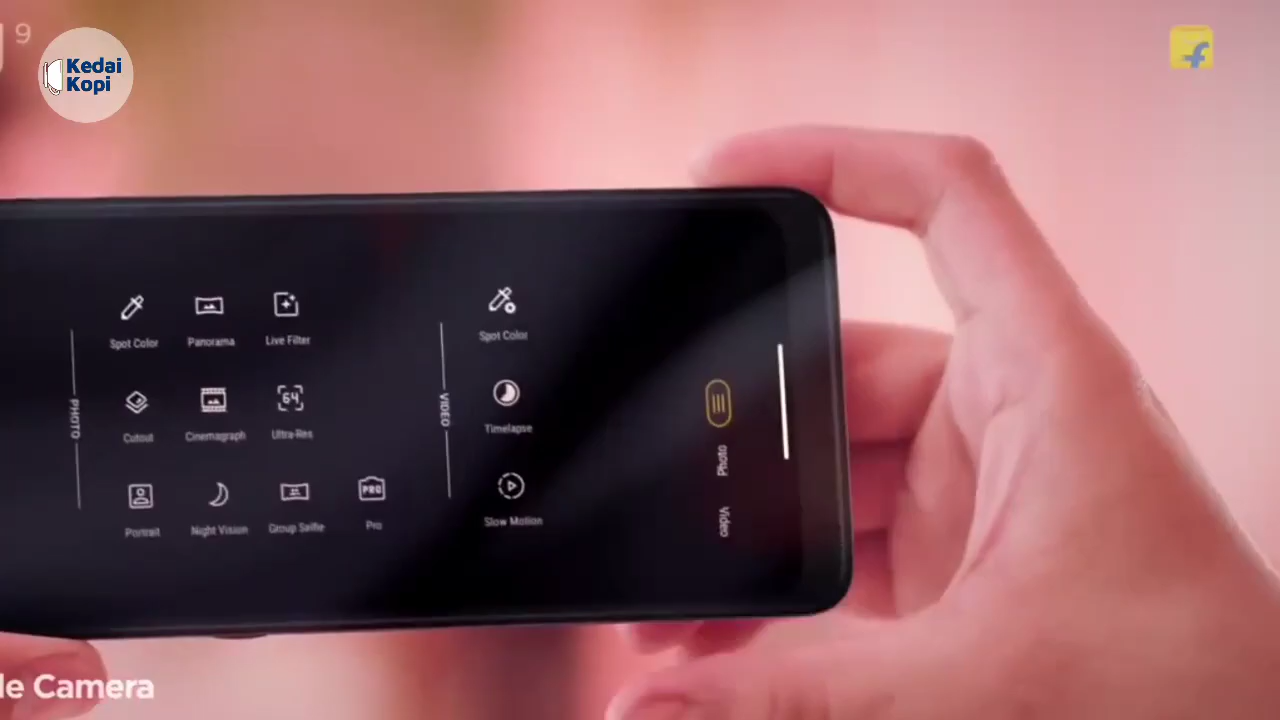 9
Kedai
Kopi
PHOTO
Spot Color
Panorama
Live Filter
Cutout
Cinemagraph
64
Ultra-Res
Portrait
Night Vision
Group Selfie
PRO
Pro
VIDEO
Spot Color
Timelapse
Slow Motion
Photo
Video
le Camera